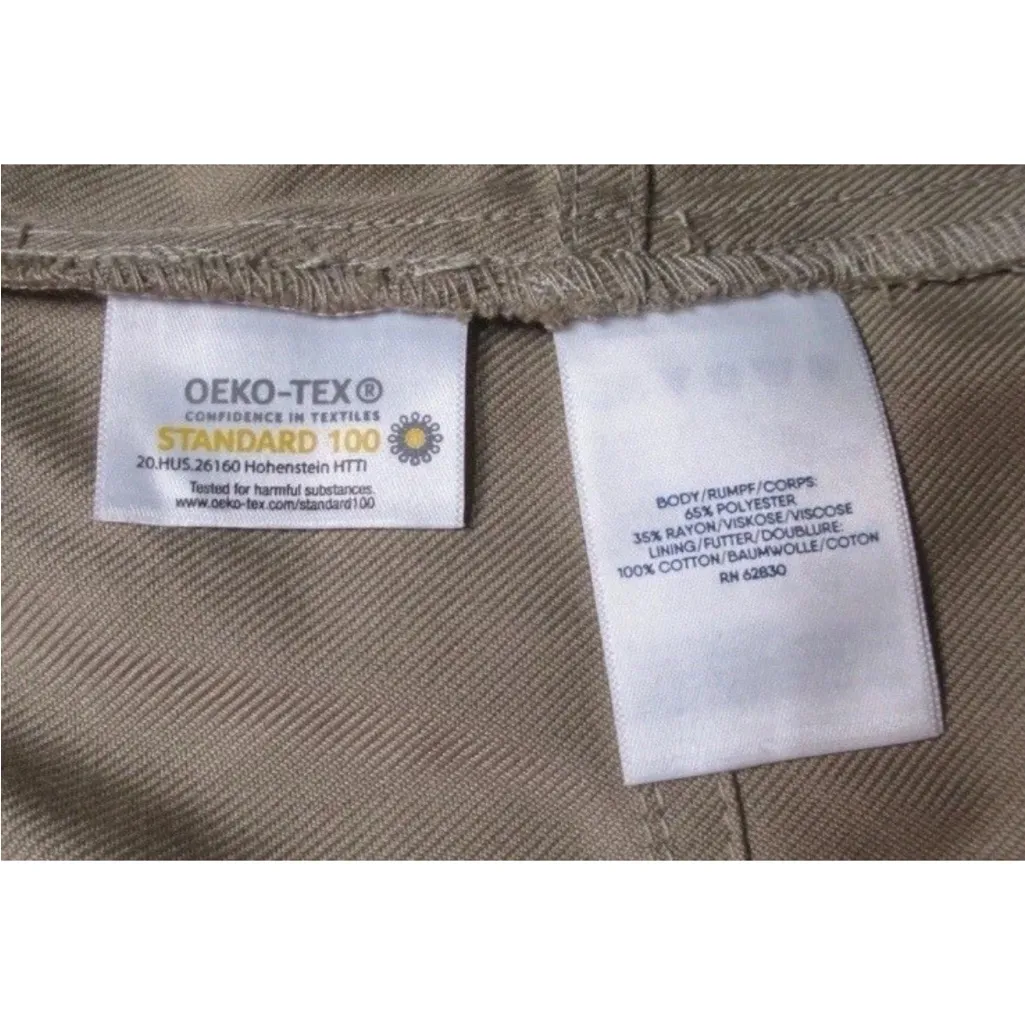 OEKO-TEX®
CONFIDENCE IN TEXTILES
STANDARD 100
20.HUS.26160 Hohenstein HTTI
Tested for harmful substances.
www.oeko-tex.com/standard100
BODY/RUMPF/CORPS:
65% POLYESTER
35% RAYON/VISKOSE/VISCOSE
LINING/FUTTER/DOUBLURE:
100% COTTON/BAUMWOLLE/COTON
RN 62830